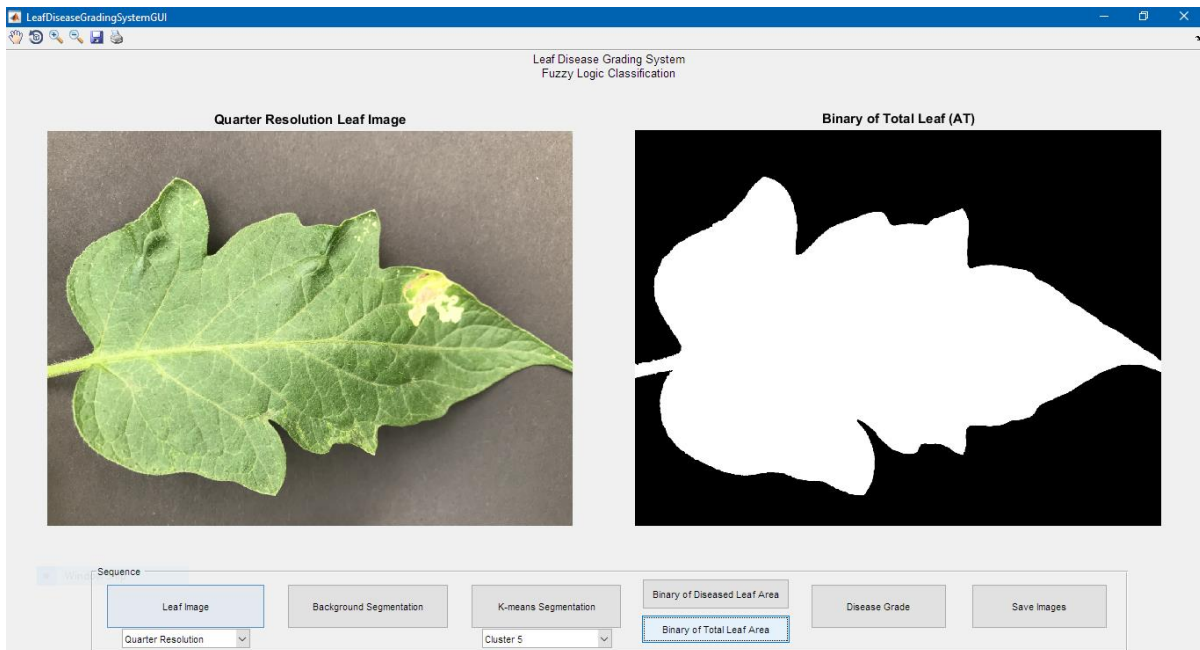 LeafDiseaseGradingSystemGUI
Leaf Disease Grading System
Fuzzy Logic Classification
Quarter Resolution Leaf Image
Binary of Total Leaf (AT)
Sequence
Leaf Image
Background Segmentation
K-means Segmentation
Binary of Diseased Leaf Area
Binary of Total Leaf Area
Disease Grade
Save Images
Quarter Resolution
Cluster 5